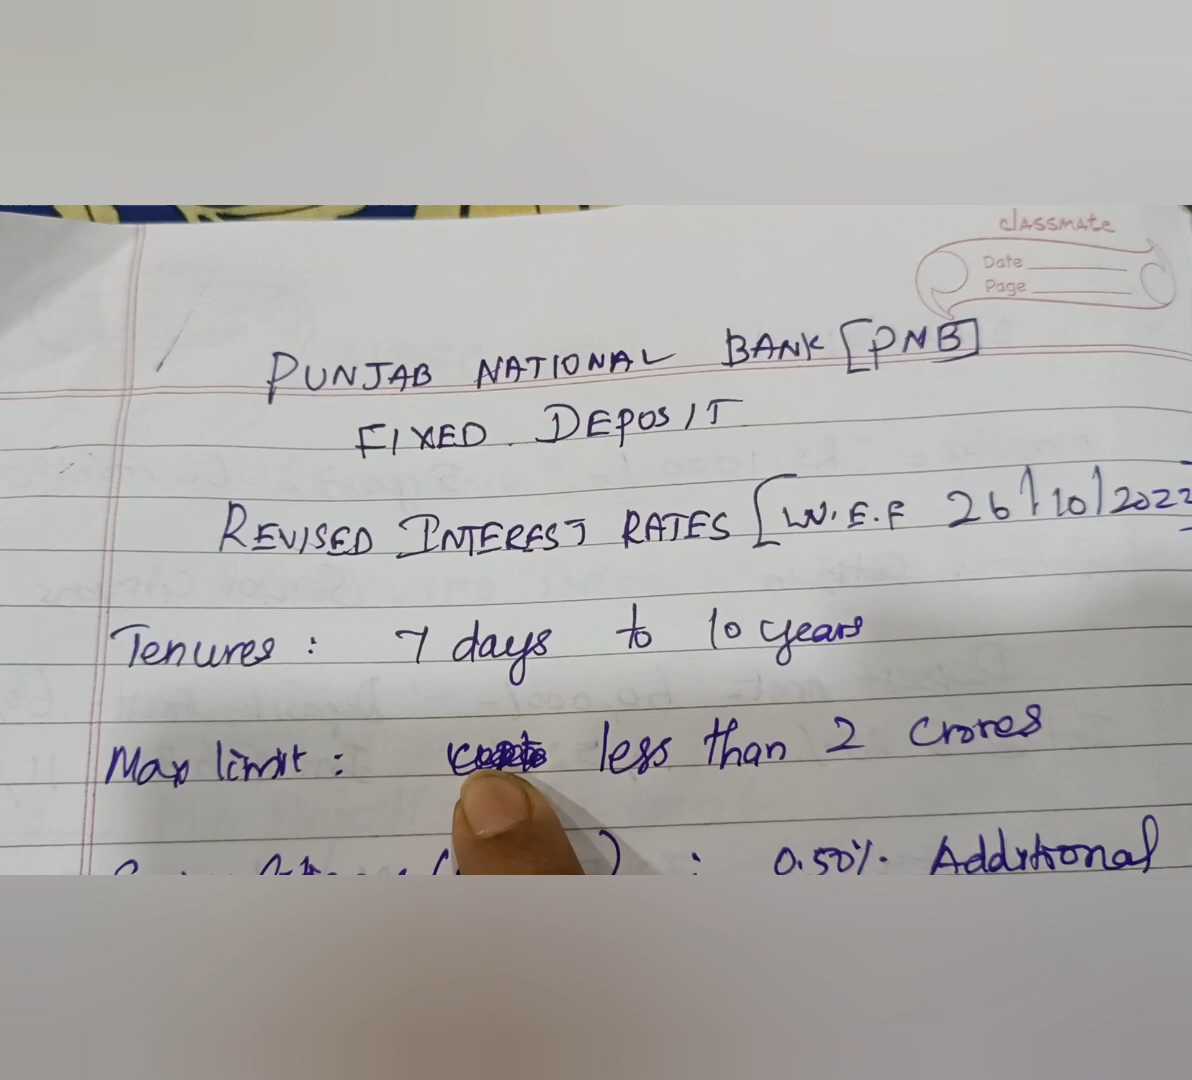 classmate
Date
Page
PUNJAB NATIONAL BANK [PNB]
FIXED DEPOSIT
REVISED INTEREST RATES [W.E.F 26/10/2022
Tenures : 7 days to 10 years
Max limit : less than 2 Crores
( ) : 0.50%. Additional